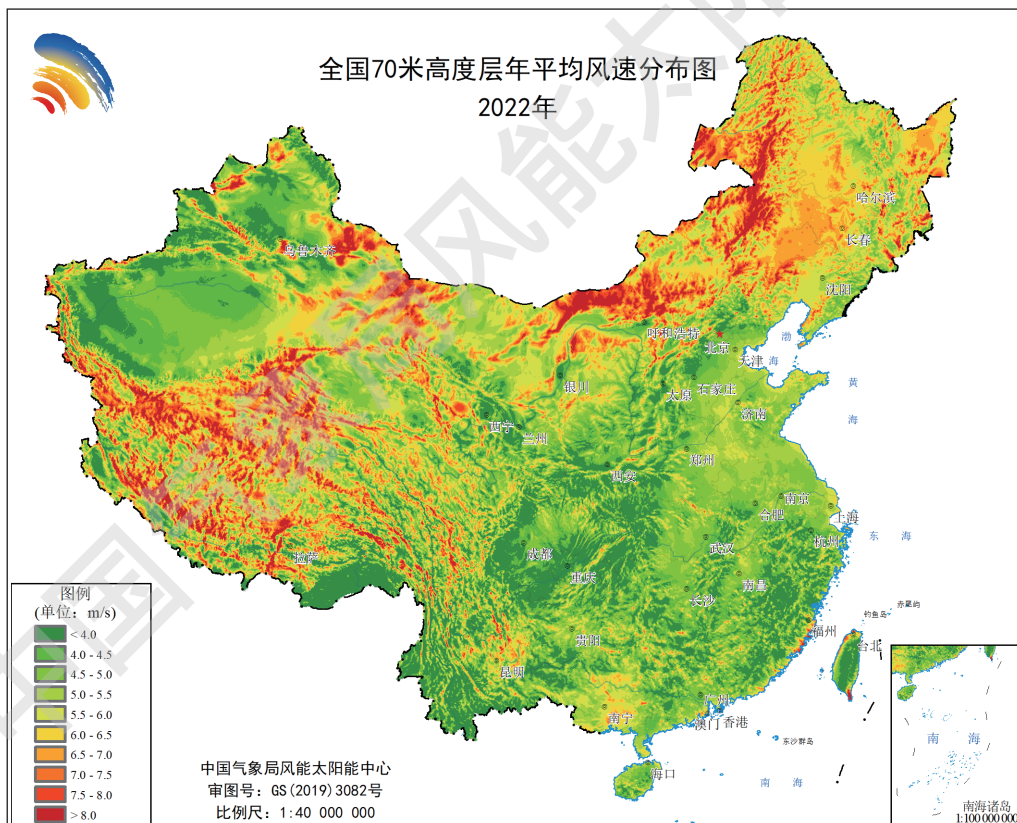 全国70米高度层年平均风速分布图
2022年
哈尔滨
长春
乌鲁木齐
沈阳
呼和浩特
北京
天津
渤
海
银川
太原
石家庄
济南
黄
海
西宁
兰州
郑州
西安
南京
合肥
上海
成都
武汉
杭州
东 海
拉萨
重庆
南昌
长沙
钓鱼岛
赤尾屿
贵阳
福州
台北
昆明
南宁
广州
澳门
香港
东沙群岛
海口
南 海
图例
(单位: m/s)
< 4.0
4.0 - 4.5
4.5 - 5.0
5.0 - 5.5
5.5 - 6.0
6.0 - 6.5
6.5 - 7.0
7.0 - 7.5
7.5 - 8.0
> 8.0
中国气象局风能太阳能中心
审图号: GS(2019)3082号
比例尺: 1:40 000 000
南 海
南海诸岛
1:100 000 000
中国气象局风能太阳